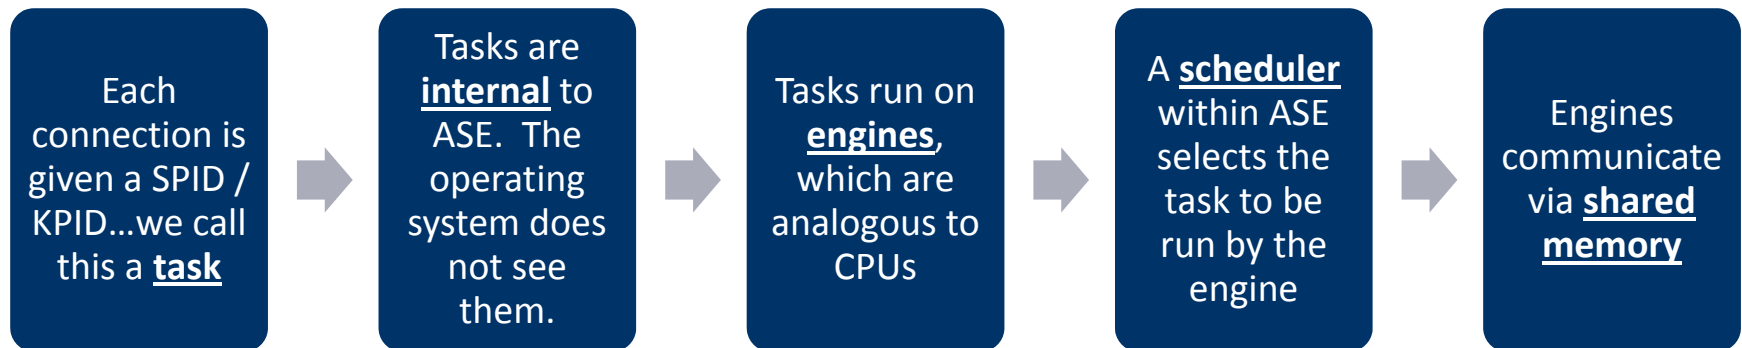 Each
connection is
given a SPID /
KPID…we call
this a task
Tasks are
internal to
ASE.  The
operating
system does
not see
them.
Tasks run on
engines,
which are
analogous to
CPUs
A scheduler
within ASE
selects the
task to be
run by the
engine
Engines
communicate
via shared
memory